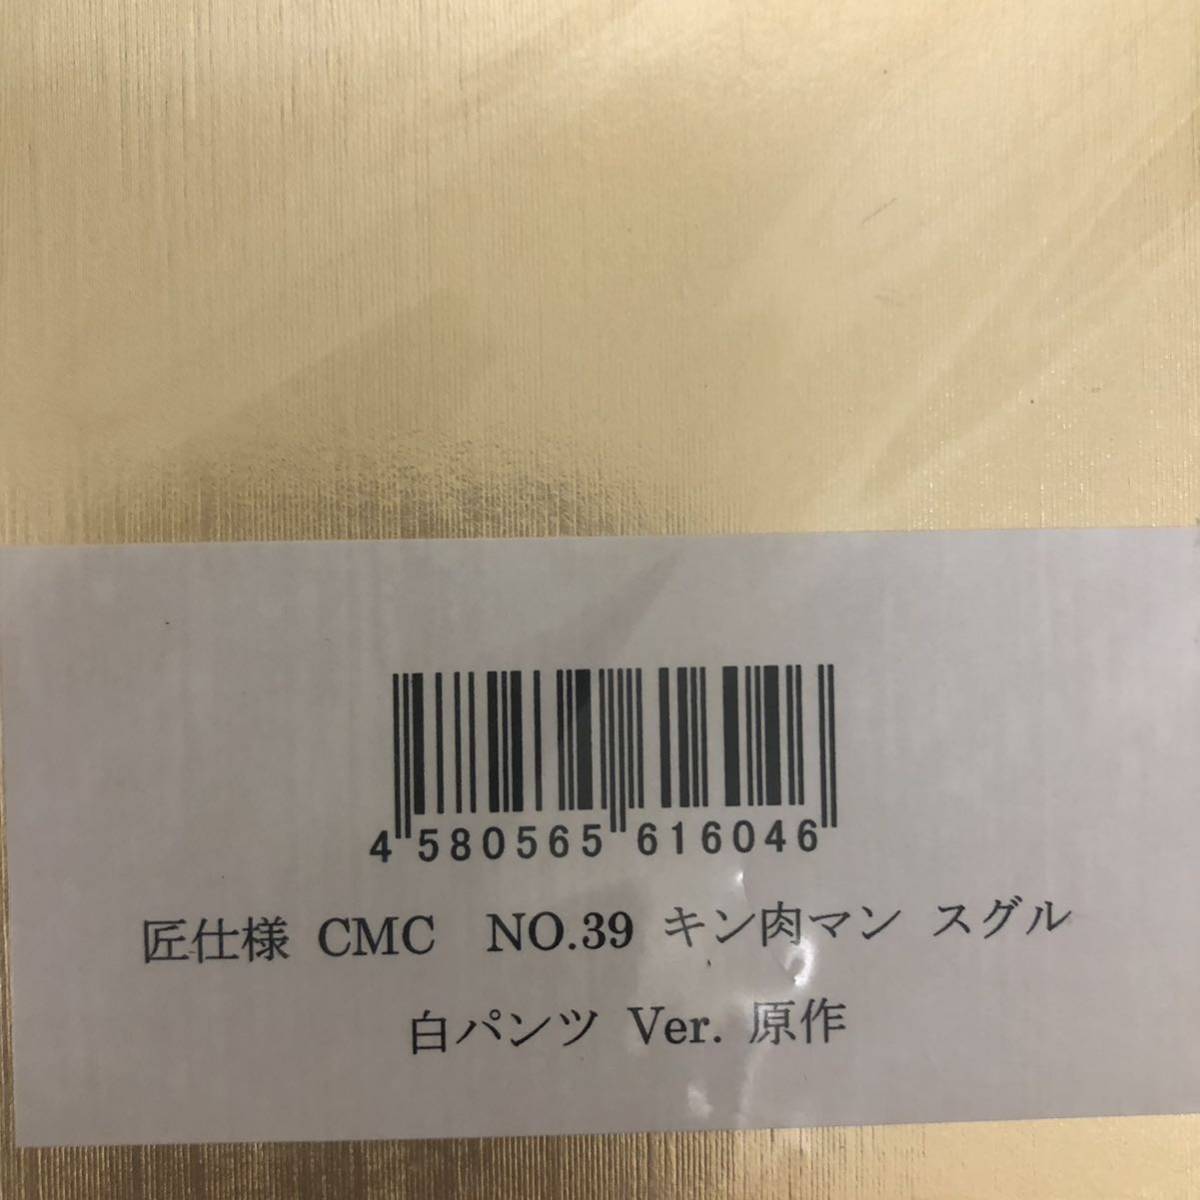 4 580565 616046
匠仕様 CMC NO.39 キン肉マン スグル
白パンツ Ver. 原作